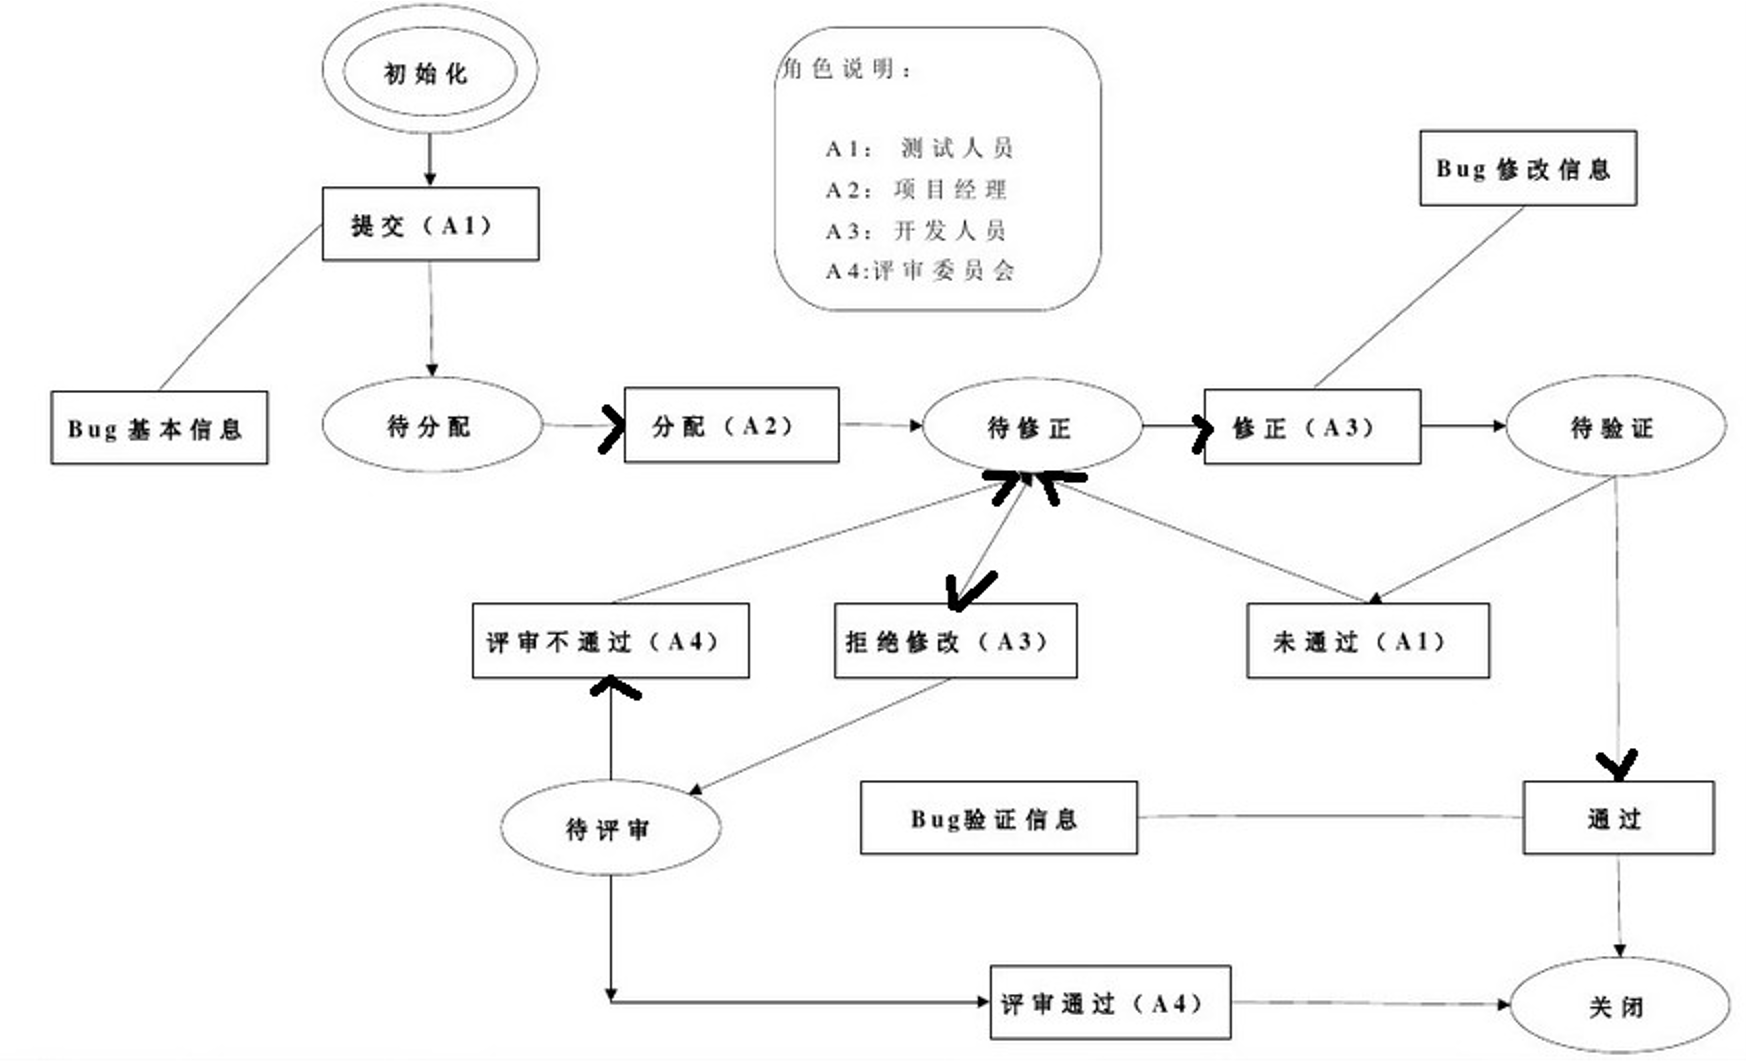 初始化
角色说明：
A1： 测试人员
A2： 项目经理
A3： 开发人员
A4:评审委员会
Bug修改信息
提交（A1）
Bug基本信息
待分配
分配（A2）
待修正
修正（A3）
待验证
评审不通过（A4）
拒绝修改（A3）
未通过（A1）
待评审
Bug验证信息
通过
评审通过（A4）
关闭